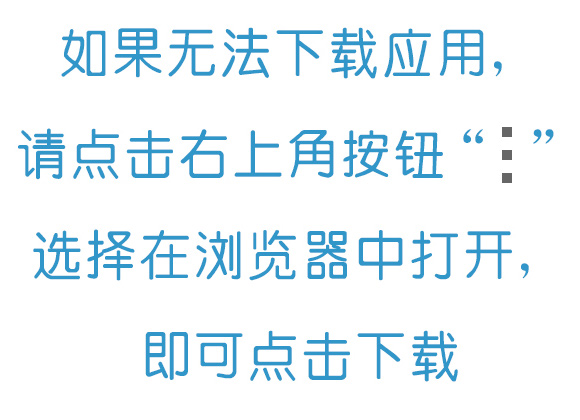 如果无法下载应用，
请点击右上角按钮“⋮”
选择在浏览器中打开，
即可点击下载